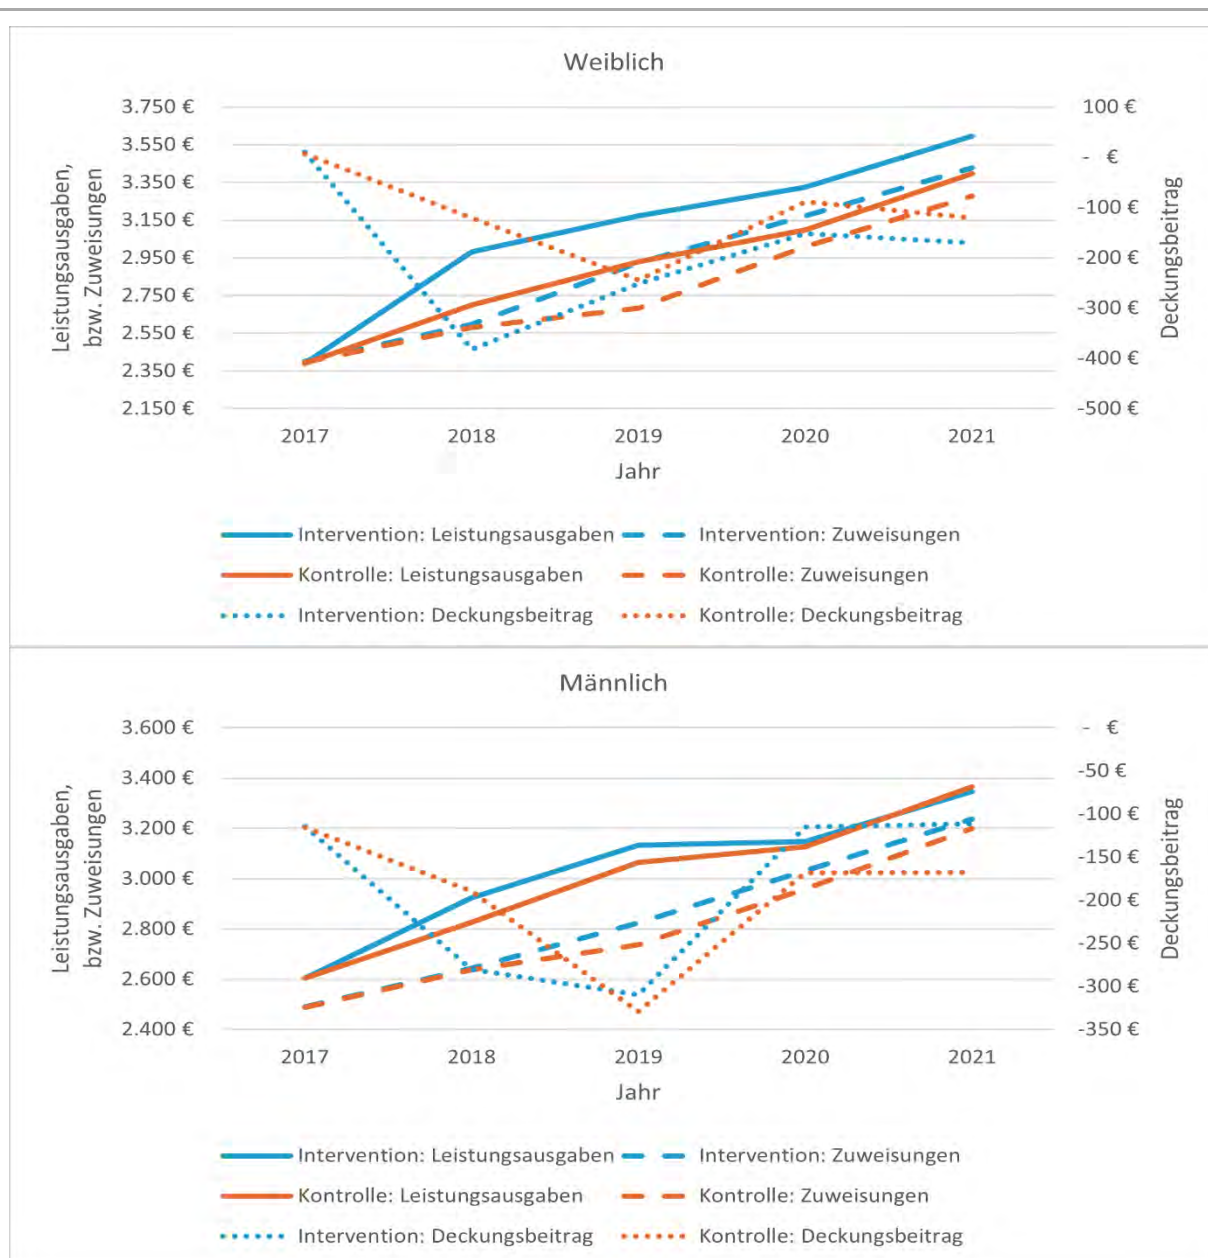 Weiblich
3.750 €
3.550 €
3.350 €
3.150 €
2.950 €
2.750 €
2.550 €
2.350 €
2.150 €
Leistungsausgaben,
bzw. Zuweisungen
100 €
- €
-100 €
-200 €
-300 €
-400 €
-500 €
Deckungsbeitrag
2017 2018 2019 2020 2021
Jahr
Intervention: Leistungsausgaben Intervention: Zuweisungen
Kontrolle: Leistungsausgaben Kontrolle: Zuweisungen
Intervention: Deckungsbeitrag Kontrolle: Deckungsbeitrag
Männlich
3.600 €
3.400 €
3.200 €
3.000 €
2.800 €
2.600 €
2.400 €
Leistungsausgaben,
bzw. Zuweisungen
- €
-50 €
-100 €
-150 €
-200 €
-250 €
-300 €
-350 €
Deckungsbeitrag
2017 2018 2019 2020 2021
Jahr
Intervention: Leistungsausgaben Intervention: Zuweisungen
Kontrolle: Leistungsausgaben Kontrolle: Zuweisungen
Intervention: Deckungsbeitrag Kontrolle: Deckungsbeitrag